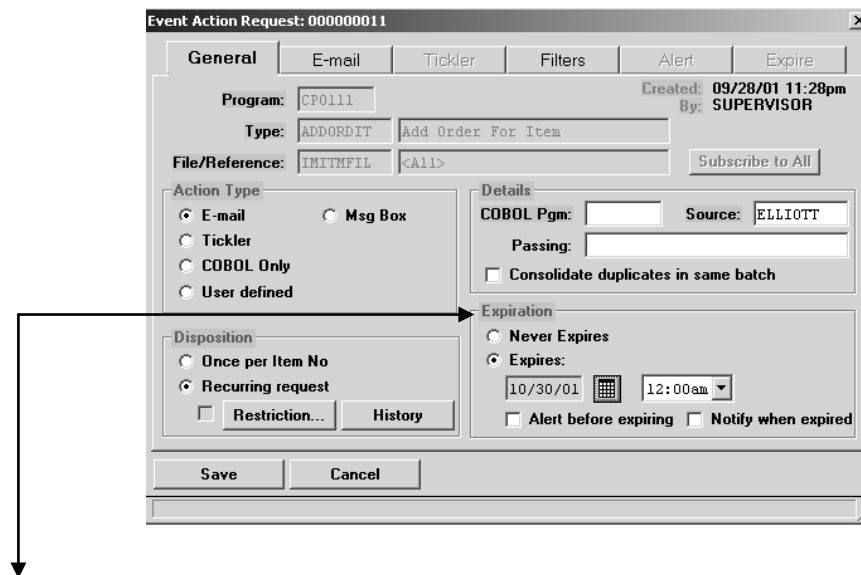 Event Action Request: 000000011
General E-mail Tickler Filters Alert Expire
Created: 09/28/01 11:28pm
Program: CP0111
By: SUPERVISOR
Type: ADDORDIT Add Order For Item
File/Reference: IMITMFIL <All> Subscribe to All
Action Type
E-mail Msg Box
Tickler
COBOL Only
User defined
Details
COBOL Pgm: Source: ELLIOTT
Passing:
Consolidate duplicates in same batch
Disposition
Once per Item No
Recurring request
Restriction... History
Expiration
Never Expires
Expires:
10/30/01 12:00am
Alert before expiring Notify when expired
Save Cancel